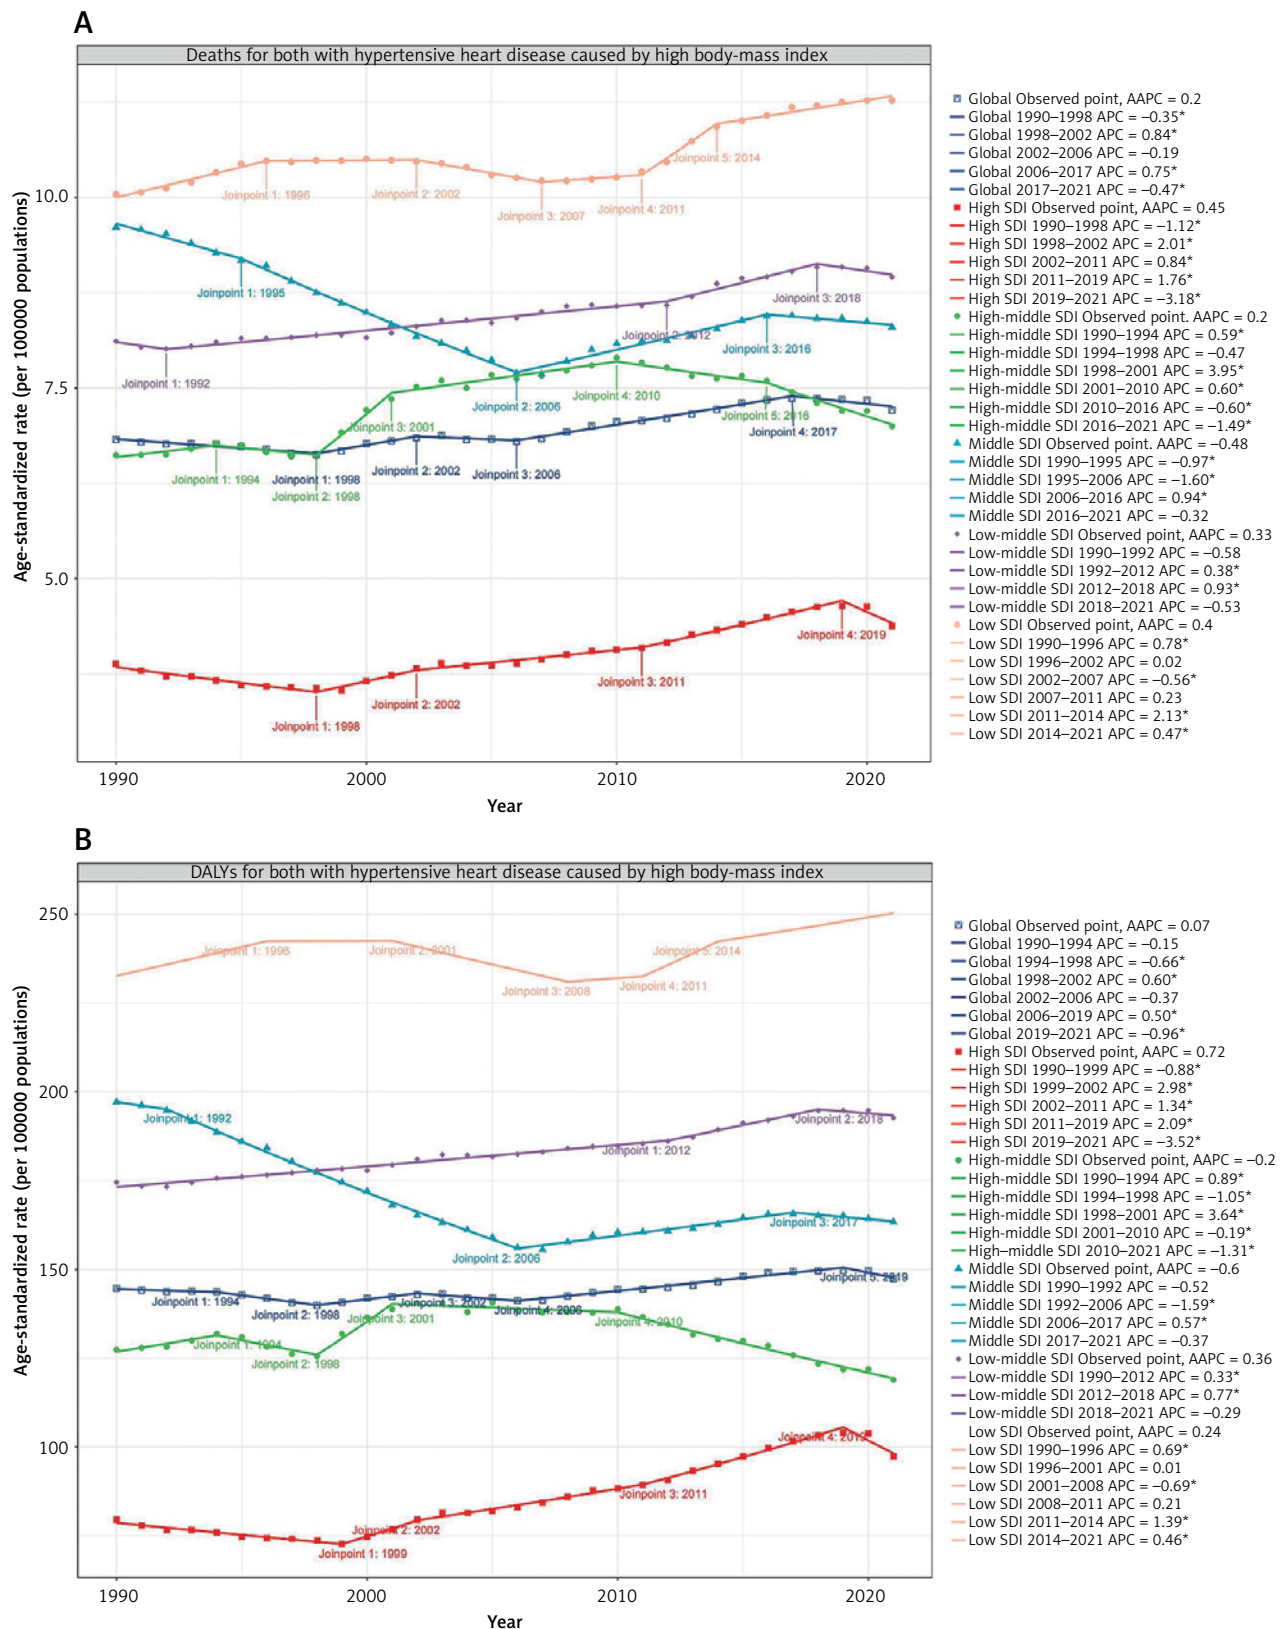 A
Deaths for both with hypertensive heart disease caused by high body-mass index
Age-standardized rate (per 100000 populations)
10.0
7.5
5.0
Joinpoint 1: 1996
Joinpoint 2: 2002
Joinpoint 3: 2007
Joinpoint 4: 2011
Joinpoint 5: 2014
Joinpoint 1: 1995
Joinpoint 2: 2006
Joinpoint 3: 2016
Joinpoint 1: 1992
Joinpoint 2: 2012
Joinpoint 3: 2018
Joinpoint 1: 1994
Joinpoint 2: 1998
Joinpoint 3: 2001
Joinpoint 4: 2010
Joinpoint 5: 2016
Joinpoint 1: 1998
Joinpoint 2: 2002
Joinpoint 3: 2006
Joinpoint 4: 2017
Joinpoint 1: 1998
Joinpoint 2: 2002
Joinpoint 3: 2011
Joinpoint 4: 2019
1990
2000
2010
2020
Year
Global Observed point, AAPC = 0.2
Global 1990–1998 APC = –0.35*
Global 1998–2002 APC = 0.84*
Global 2002–2006 APC = –0.19
Global 2006–2017 APC = 0.75*
Global 2017–2021 APC = –0.47*
High SDI Observed point, AAPC = 0.45
High SDI 1990–1998 APC = –1.12*
High SDI 1998–2002 APC = 2.01*
High SDI 2002–2011 APC = 0.84*
High SDI 2011–2019 APC = 1.76*
High SDI 2019–2021 APC = –3.18*
High-middle SDI Observed point. AAPC = 0.2
High-middle SDI 1990–1994 APC = 0.59*
High-middle SDI 1994–1998 APC = –0.47
High-middle SDI 1998–2001 APC = 3.95*
High-middle SDI 2001–2010 APC = 0.60*
High-middle SDI 2010–2016 APC = –0.60*
High-middle SDI 2016–2021 APC = –1.49*
Middle SDI Observed point. AAPC = –0.48
Middle SDI 1990–1995 APC = –0.97*
Middle SDI 1995–2006 APC = –1.60*
Middle SDI 2006–2016 APC = 0.94*
Middle SDI 2016–2021 APC = –0.32
Low-middle SDI Observed point, AAPC = 0.33
Low-middle SDI 1990–1992 APC = –0.58
Low-middle SDI 1992–2012 APC = 0.38*
Low-middle SDI 2012–2018 APC = 0.93*
Low-middle SDI 2018–2021 APC = –0.53
Low SDI Observed point, AAPC = 0.4
Low SDI 1990–1996 APC = 0.78*
Low SDI 1996–2002 APC = 0.02
Low SDI 2002–2007 APC = –0.56*
Low SDI 2007–2011 APC = 0.23
Low SDI 2011–2014 APC = 2.13*
Low SDI 2014–2021 APC = 0.47*
B
DALYs for both with hypertensive heart disease caused by high body-mass index
Age-standardized rate (per 100000 populations)
250
200
150
100
Joinpoint 1: 1996
Joinpoint 2: 2001
Joinpoint 3: 2008
Joinpoint 4: 2011
Joinpoint 5: 2014
Joinpoint 1: 1992
Joinpoint 2: 2006
Joinpoint 3: 2017
Joinpoint 1: 2012
Joinpoint 2: 2018
Joinpoint 1: 1994
Joinpoint 2: 1998
Joinpoint 3: 2002
Joinpoint 4: 2006
Joinpoint 5: 2019
Joinpoint 1: 1994
Joinpoint 2: 1998
Joinpoint 3: 2001
Joinpoint 4: 2010
Joinpoint 1: 1999
Joinpoint 2: 2002
Joinpoint 3: 2011
Joinpoint 4: 2019
1990
2000
2010
2020
Year
Global Observed point, AAPC = 0.07
Global 1990–1994 APC = –0.15
Global 1994–1998 APC = –0.66*
Global 1998–2002 APC = 0.60*
Global 2002–2006 APC = –0.37
Global 2006–2019 APC = 0.50*
Global 2019–2021 APC = –0.96*
High SDI Observed point, AAPC = 0.72
High SDI 1990–1999 APC = –0.88*
High SDI 1999–2002 APC = 2.98*
High SDI 2002–2011 APC = 1.34*
High SDI 2011–2019 APC = 2.09*
High SDI 2019–2021 APC = –3.52*
High-middle SDI Observed point, AAPC = –0.2
High-middle SDI 1990–1994 APC = 0.89*
High-middle SDI 1994–1998 APC = –1.05*
High-middle SDI 1998–2001 APC = 3.64*
High-middle SDI 2001–2010 APC = –0.19*
High–middle SDI 2010–2021 APC = –1.31*
Middle SDI Observed point, AAPC = –0.6
Middle SDI 1990–1992 APC = –0.52
Middle SDI 1992–2006 APC = –1.59*
Middle SDI 2006–2017 APC = 0.57*
Middle SDI 2017–2021 APC = –0.37
Low-middle SDI Observed point, AAPC = 0.36
Low-middle SDI 1990–2012 APC = 0.33*
Low-middle SDI 2012–2018 APC = 0.77*
Low-middle SDI 2018–2021 APC = –0.29
Low SDI Observed point, AAPC = 0.24
Low SDI 1990–1996 APC = 0.69*
Low SDI 1996–2001 APC = 0.01
Low SDI 2001–2008 APC = –0.69*
Low SDI 2008–2011 APC = 0.21
Low SDI 2011–2014 APC = 1.39*
Low SDI 2014–2021 APC = 0.46*